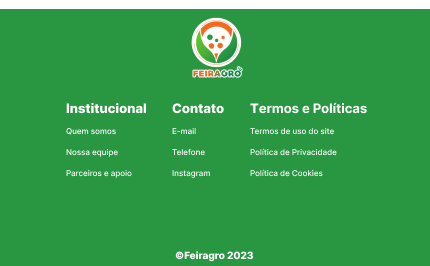 FEIRAGRO
Institucional
Quem somos
Nossa equipe
Parceiros e apoio
Contato
E-mail
Telefone
Instagram
Termos e Políticas
Termos de uso do site
Política de Privacidade
Política de Cookies
©Feiragro 2023